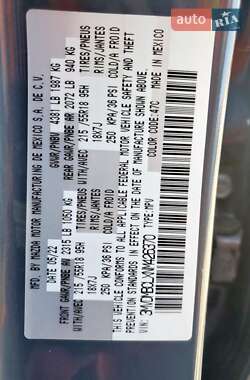 auto.ria
MFD. BY: MAZDA MOTOR MANUFACTURING DE MEXICO S.A. DE C.V.
DATE: 05/22 GVWR/PNBV 4381 LB 1987 KG
FRONT GAWR/PNBE AV 2315 LB 1050 KG REAR GAWR/PNBE AR 2072 LB 940 KG
WITH/AVEC 215/55R18 95H TIRES/PNEUS WITH/AVEC 215/55R18 95H TIRES/PNEUS
18X7J RIMS/JANTES 18X7J RIMS/JANTES
250 KPA/36 PSI COLD/A FROID 250 KPA/36 PSI COLD/A FROID
THIS VEHICLE CONFORMS TO ALL APPLICABLE FEDERAL MOTOR VEHICLE SAFETY AND THEFT PREVENTION STANDARDS IN EFFECT ON THE DATE OF MANUFACTURE SHOWN ABOVE.
TYPE: MPV COLOR: 47C
MADE IN MEXICO